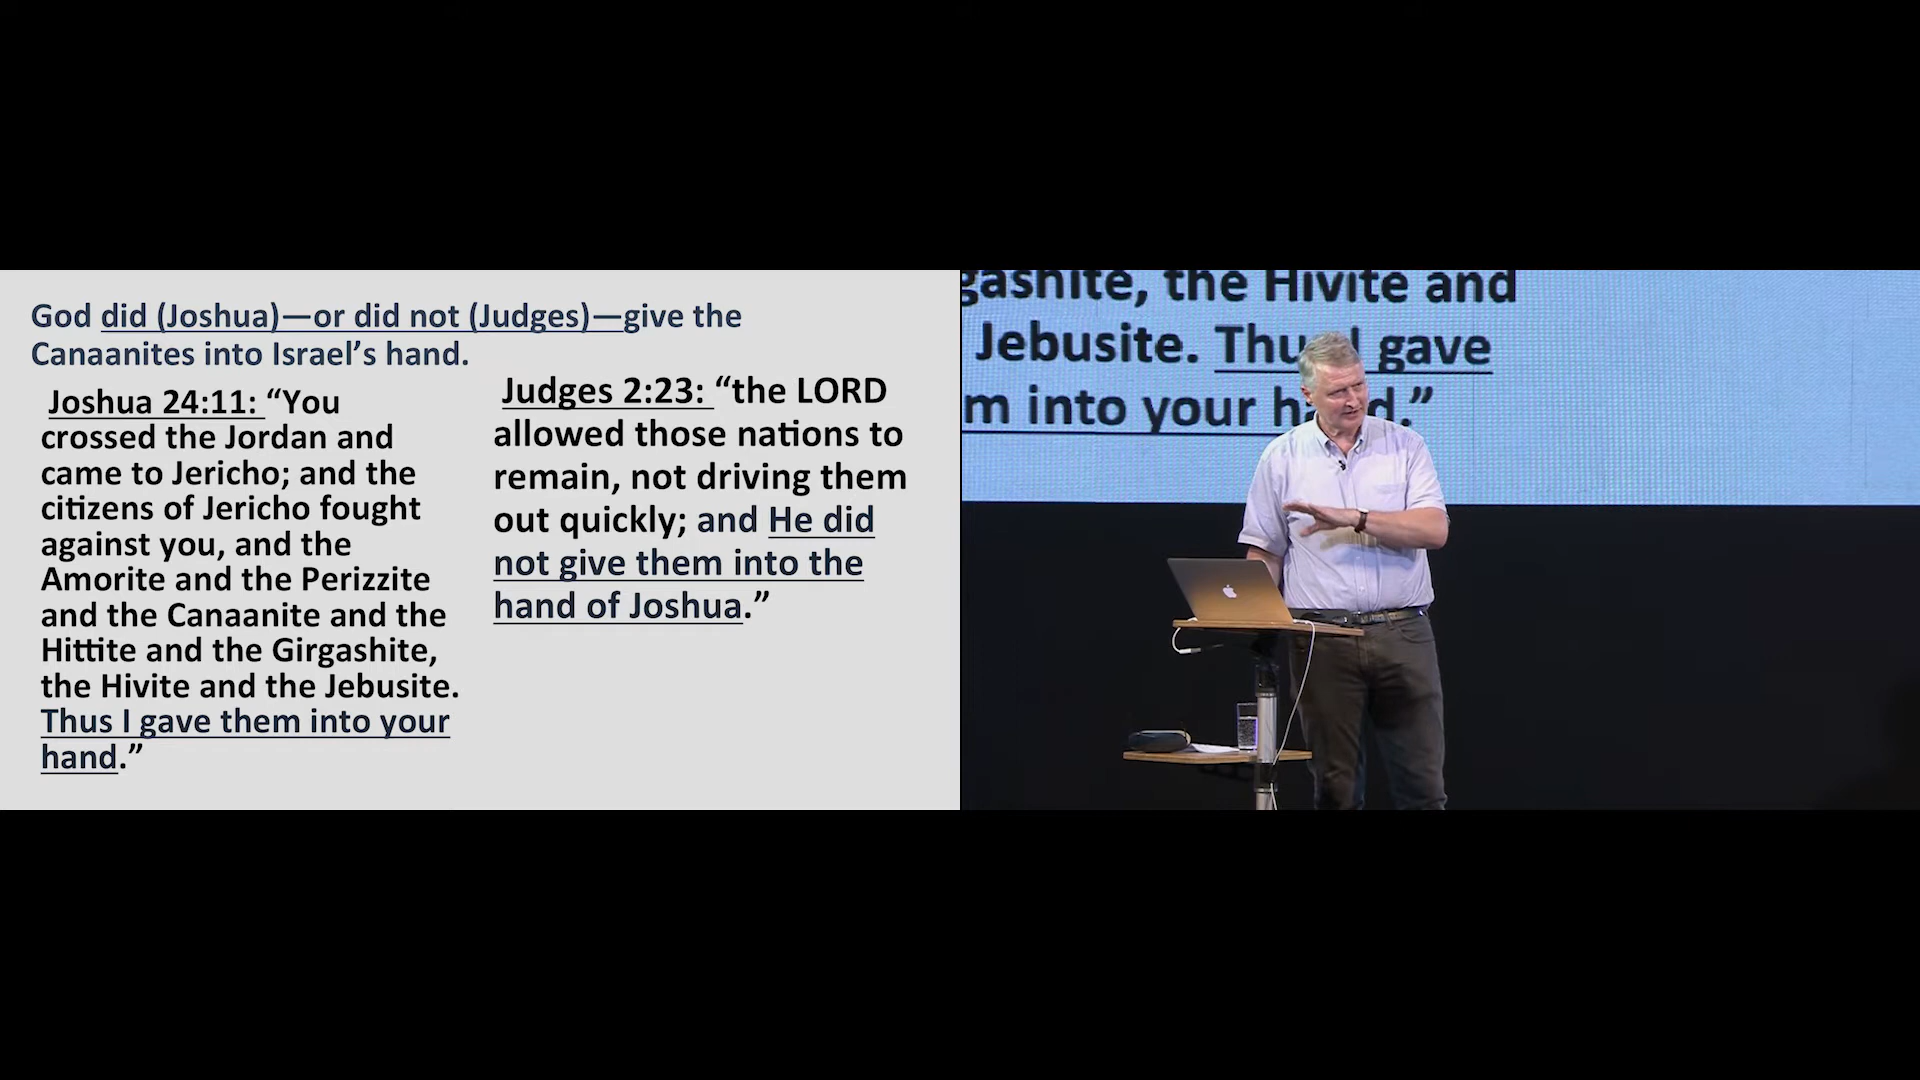 God did (Joshua)—or did not (Judges)—give the
Canaanites into Israel’s hand.
Joshua 24:11: “You
crossed the Jordan and
came to Jericho; and the
citizens of Jericho fought
against you, and the
Amorite and the Perizzite
and the Canaanite and the
Hittite and the Girgashite,
the Hivite and the Jebusite.
Thus I gave them into your
hand.”
Judges 2:23: “the LORD
allowed those nations to
remain, not driving them
out quickly; and He did
not give them into the
hand of Joshua.”
gashite, the Hivite and
Jebusite. Thus I gave
m into your hand.”